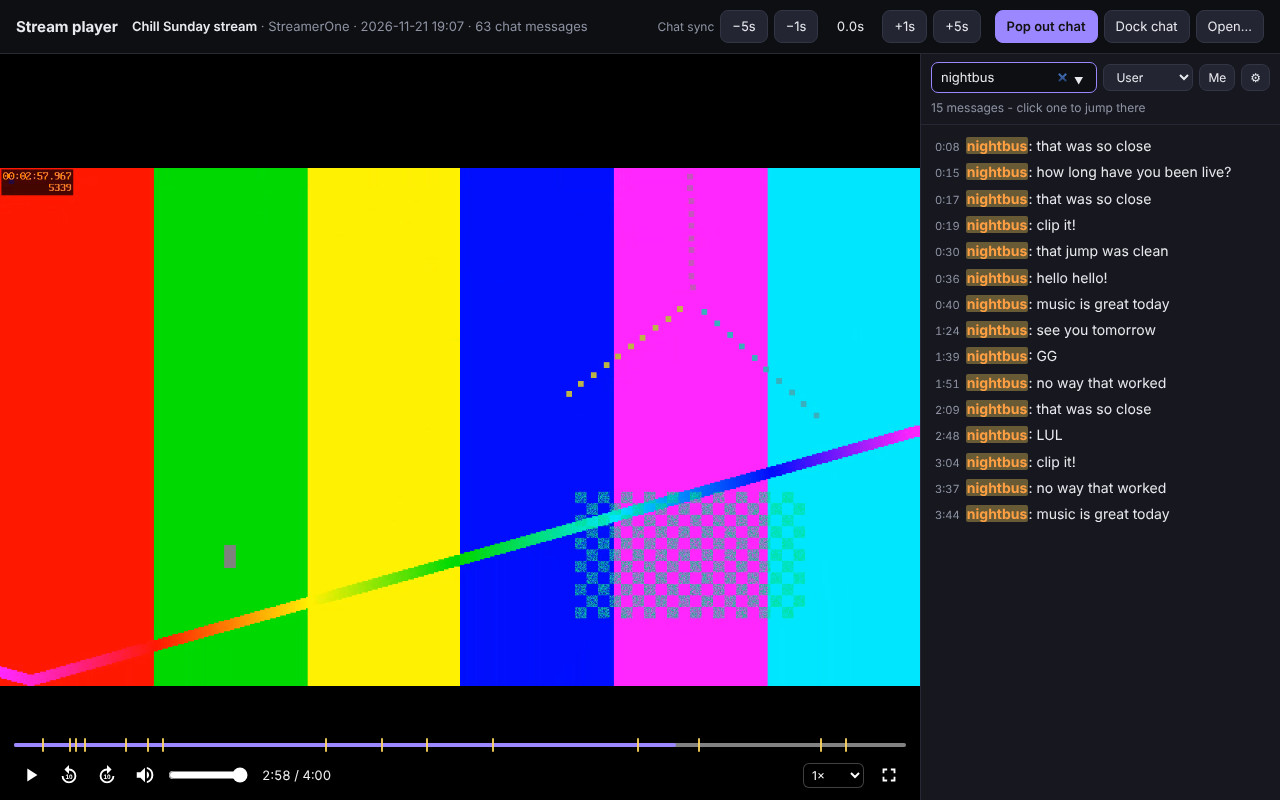 Stream player Chill Sunday stream · StreamerOne · 2026-11-21 19:07 · 63 chat messages Chat sync −5s −1s 0.0s +1s +5s Pop out chat Dock chat Open...
nightbus User Me
15 messages - click one to jump there
00:02:57.967
5339
0:08 nightbus: that was so close
0:15 nightbus: how long have you been live?
0:17 nightbus: that was so close
0:19 nightbus: clip it!
0:30 nightbus: that jump was clean
0:36 nightbus: hello hello!
0:40 nightbus: music is great today
1:24 nightbus: see you tomorrow
1:39 nightbus: GG
1:51 nightbus: no way that worked
2:09 nightbus: that was so close
2:48 nightbus: LUL
3:04 nightbus: clip it!
3:37 nightbus: no way that worked
3:44 nightbus: music is great today
10 10 2:58 / 4:00 1×